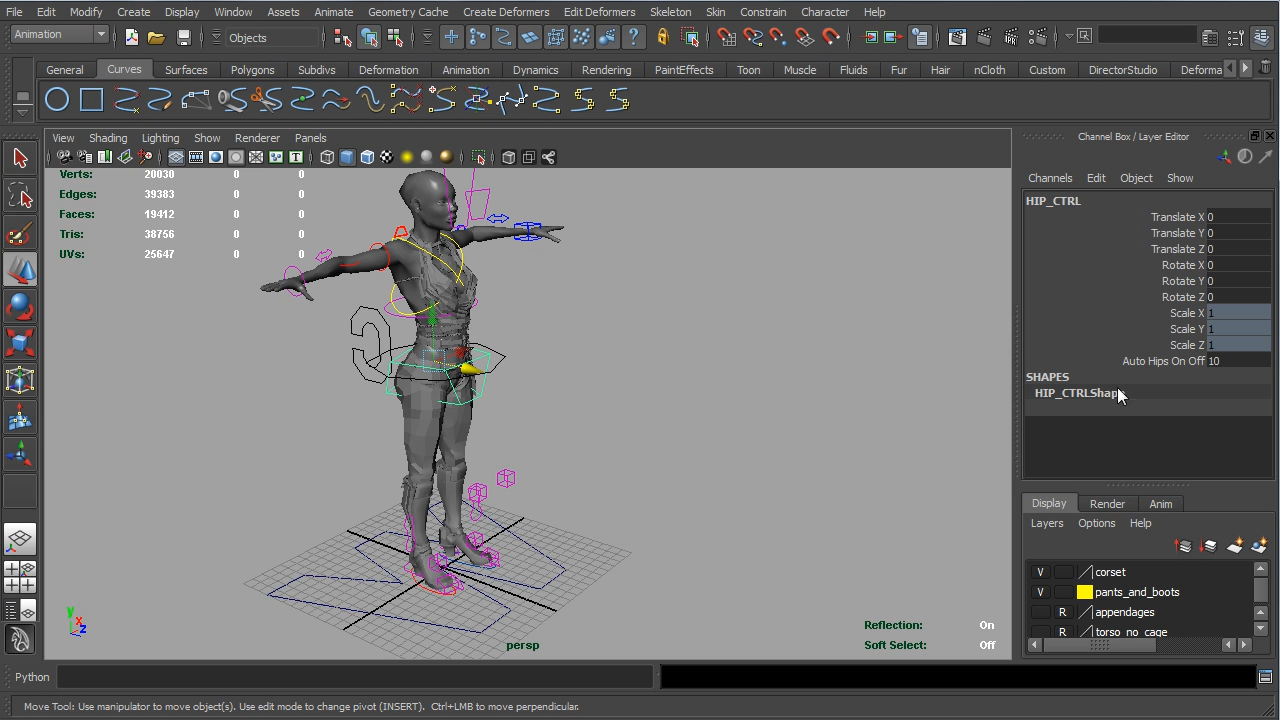 File Edit Modify Create Display Window Assets Animate Geometry Cache Create Deformers Edit Deformers Skeleton Skin Constrain Character Help
Animation Objects
General Curves Surfaces Polygons Subdivs Deformation Animation Dynamics Rendering PaintEffects Toon Muscle Fluids Fur Hair nCloth Custom DirectorStudio Deforma
View Shading Lighting Show Renderer Panels
Channel Box / Layer Editor
Channels Edit Object Show
Verts: 20030 0 0
Edges: 39383 0 0
Faces: 19412 0 0
Tris: 38756 0 0
UVs: 25647 0 0
HIP_CTRL
Translate X 0
Translate Y 0
Translate Z 0
Rotate X 0
Rotate Y 0
Rotate Z 0
Scale X 1
Scale Y 1
Scale Z 1
Auto Hips On Off 10
SHAPES
HIP_CTRLShap
Display Render Anim
Layers Options Help
V corset
V pants_and_boots
R appendages
R torso_no_cage
y x z
persp
Reflection: On
Soft Select: Off
Python
Move Tool: Use manipulator to move object(s). Use edit mode to change pivot (INSERT). Ctrl+LMB to move perpendicular.